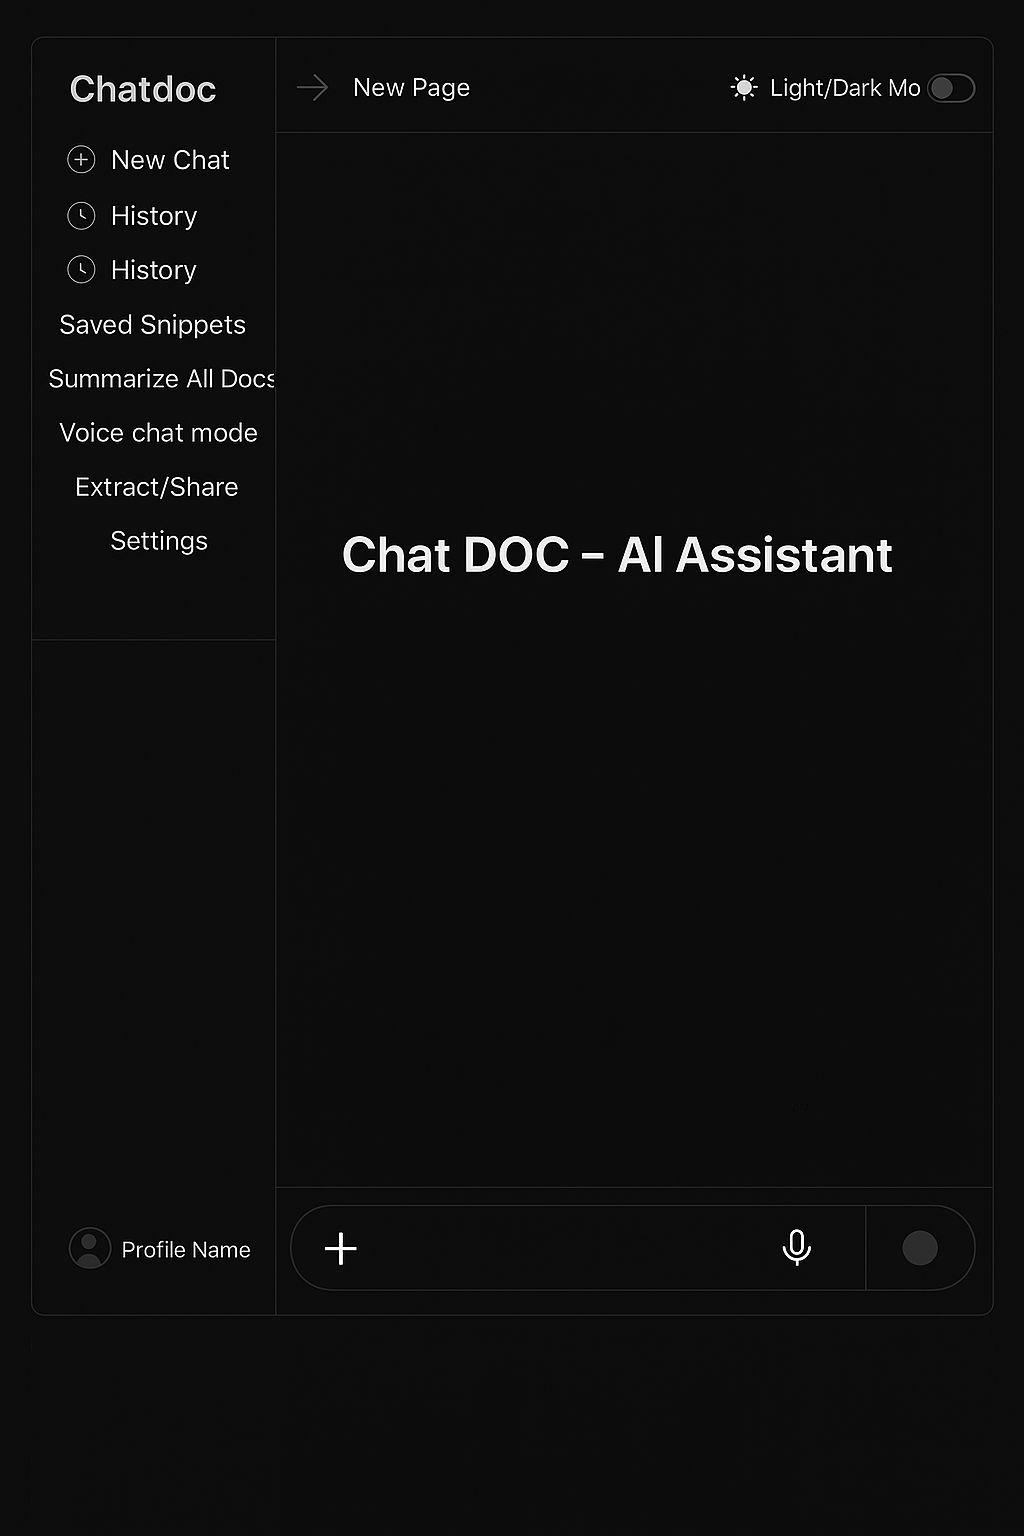 Chatdoc
New Chat
History
History
Saved Snippets
Summarize All Docs
Voice chat mode
Extract/Share
Settings
Profile Name
New Page
Light/Dark Mo
Chat DOC – AI Assistant